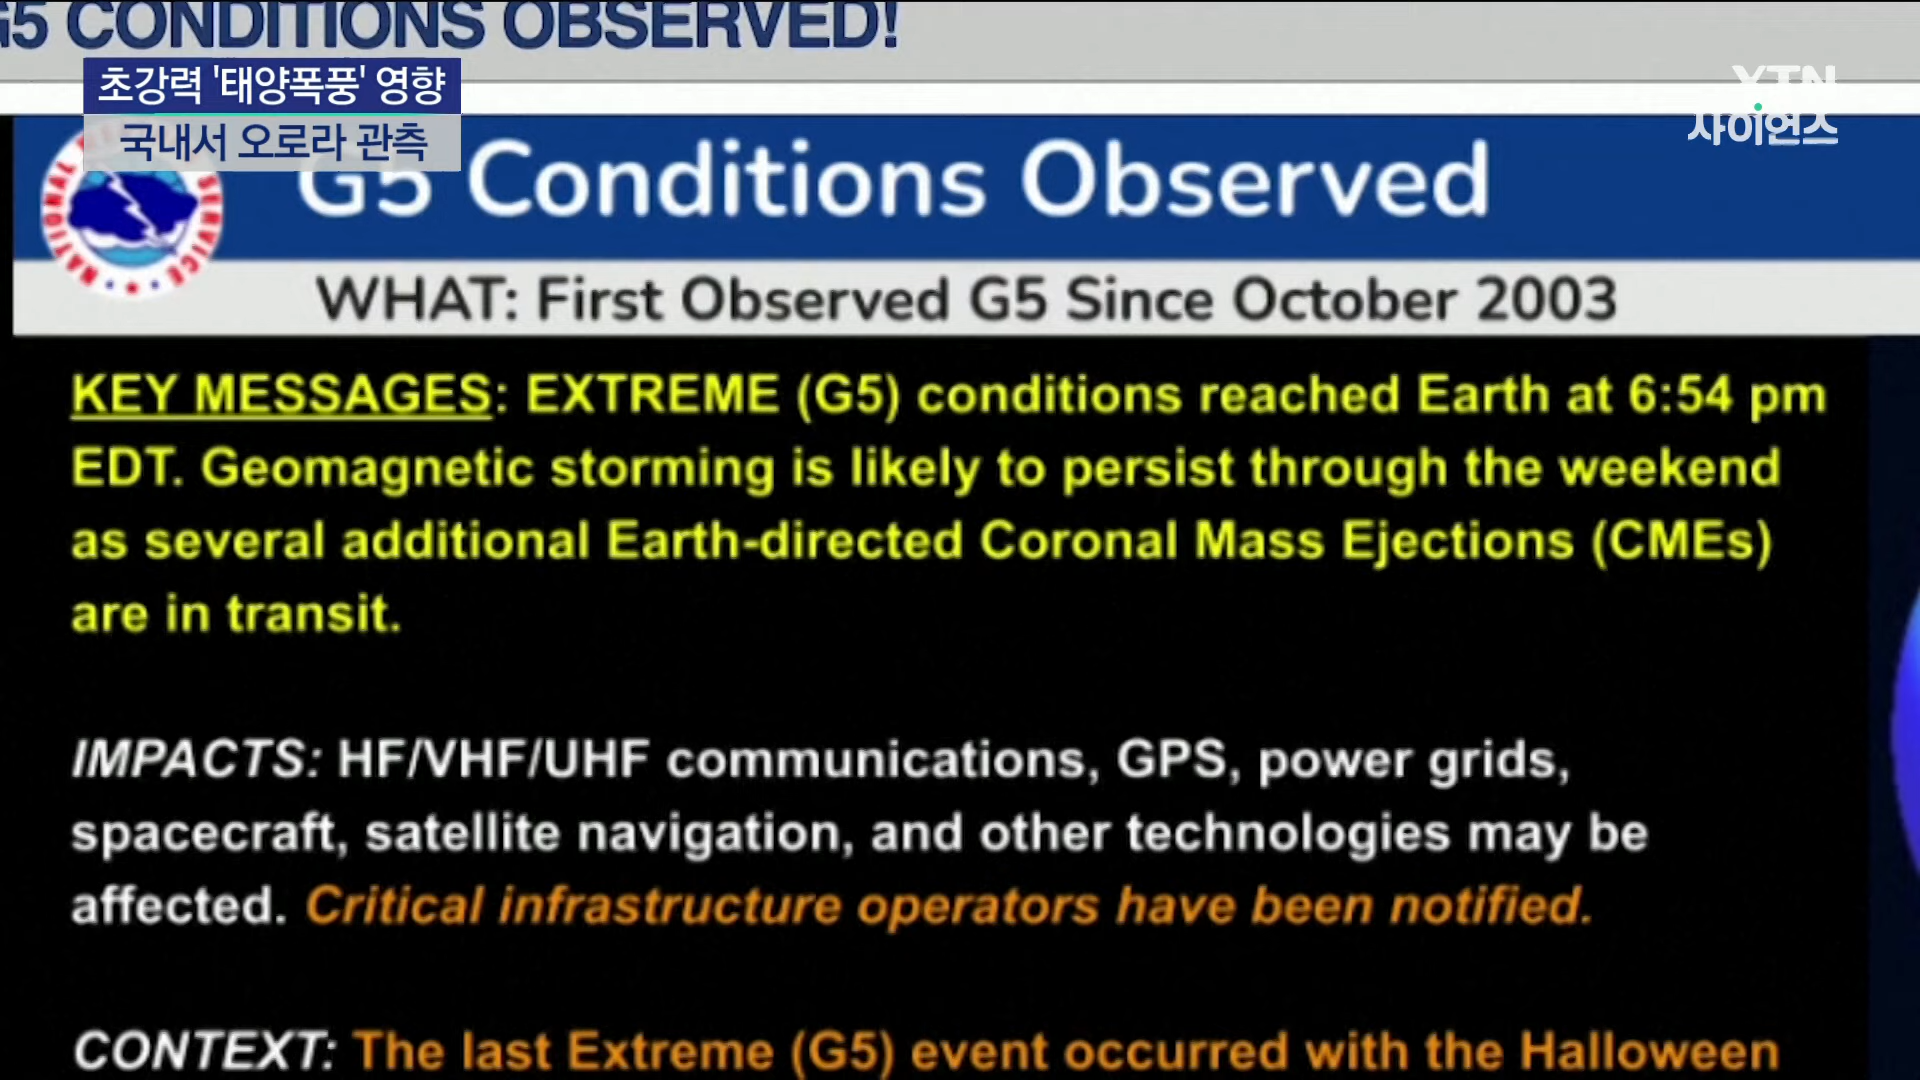 G5 CONDITIONS OBSERVED!
초강력 '태양폭풍' 영향
국내서 오로라 관측
YTN
사이언스
NATIONAL SERVICE
G5 Conditions Observed
WHAT: First Observed G5 Since October 2003
KEY MESSAGES: EXTREME (G5) conditions reached Earth at 6:54 pm
EDT. Geomagnetic storming is likely to persist through the weekend
as several additional Earth-directed Coronal Mass Ejections (CMEs)
are in transit.
IMPACTS: HF/VHF/UHF communications, GPS, power grids,
spacecraft, satellite navigation, and other technologies may be
affected. Critical infrastructure operators have been notified.
CONTEXT: The last Extreme (G5) event occurred with the Halloween